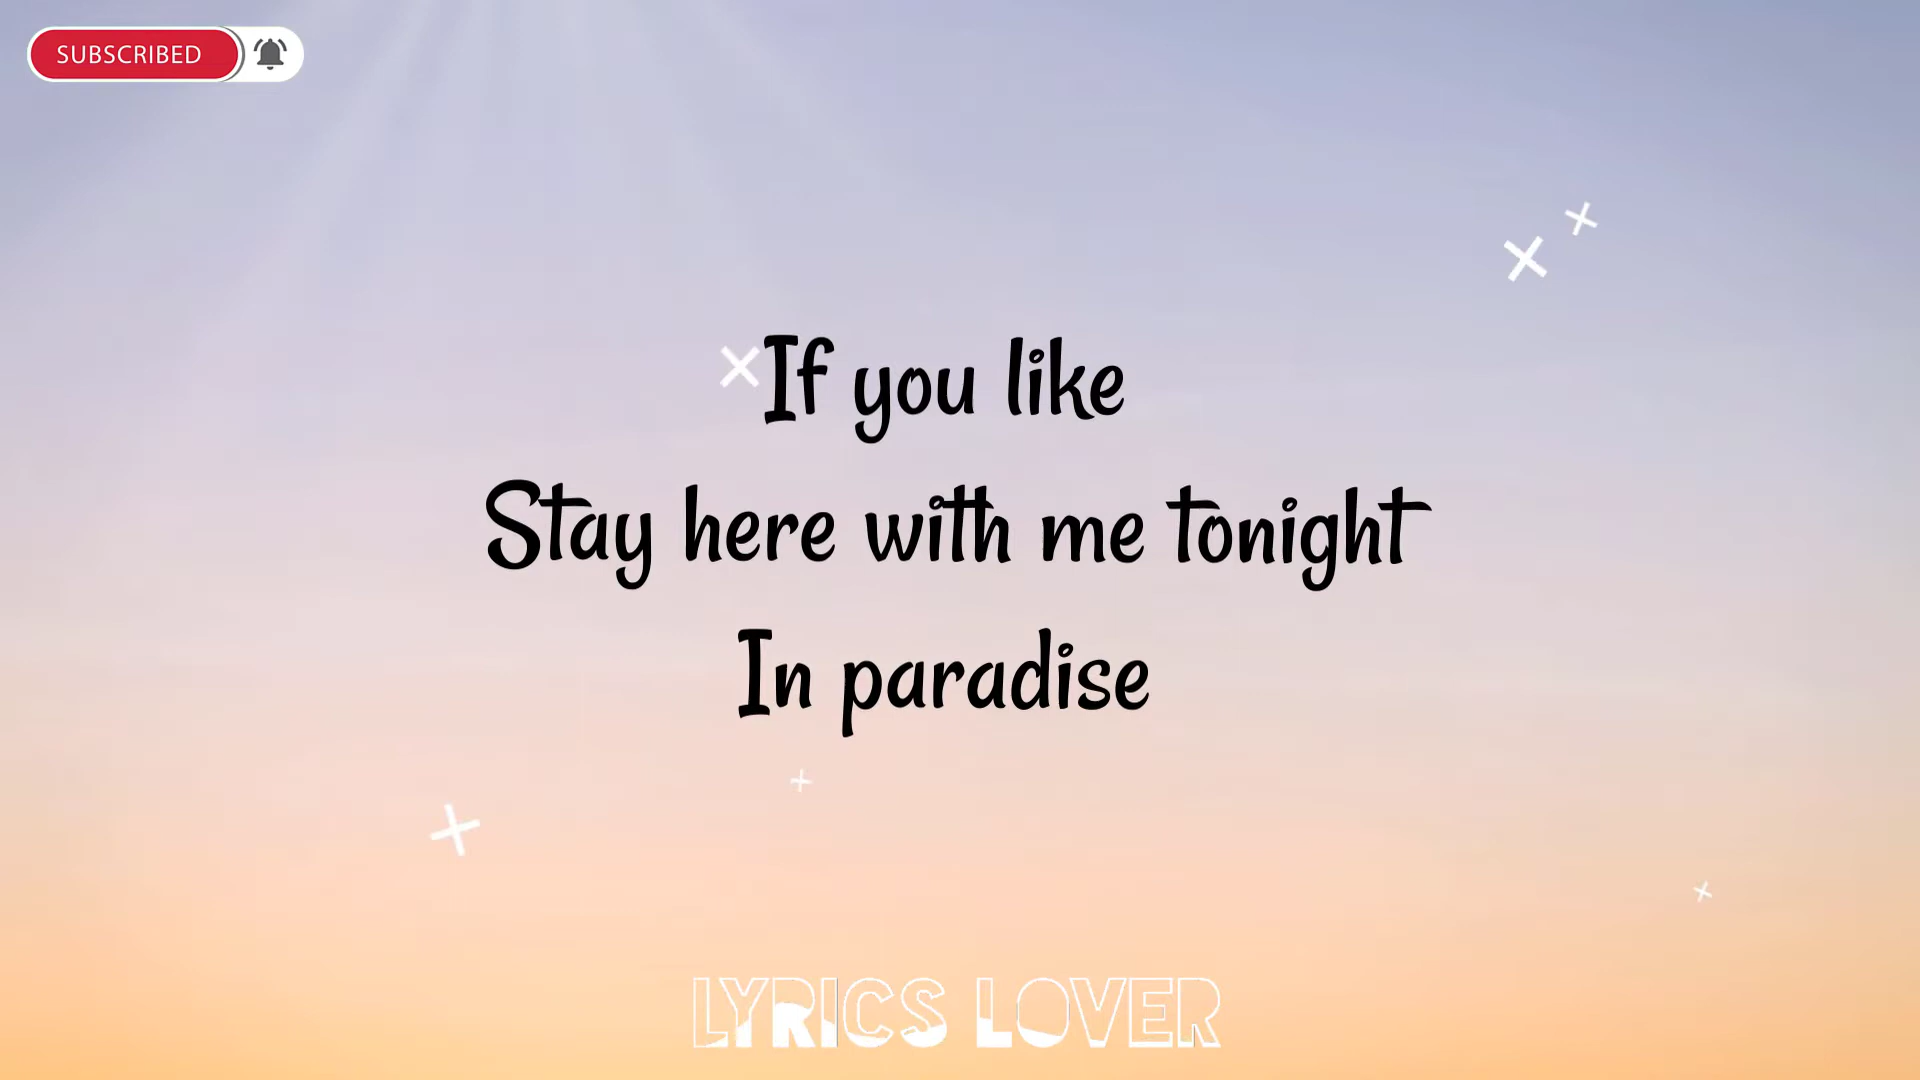 SUBSCRIBED
If you like
Stay here with me tonight
In paradise
LYRICS LOVER